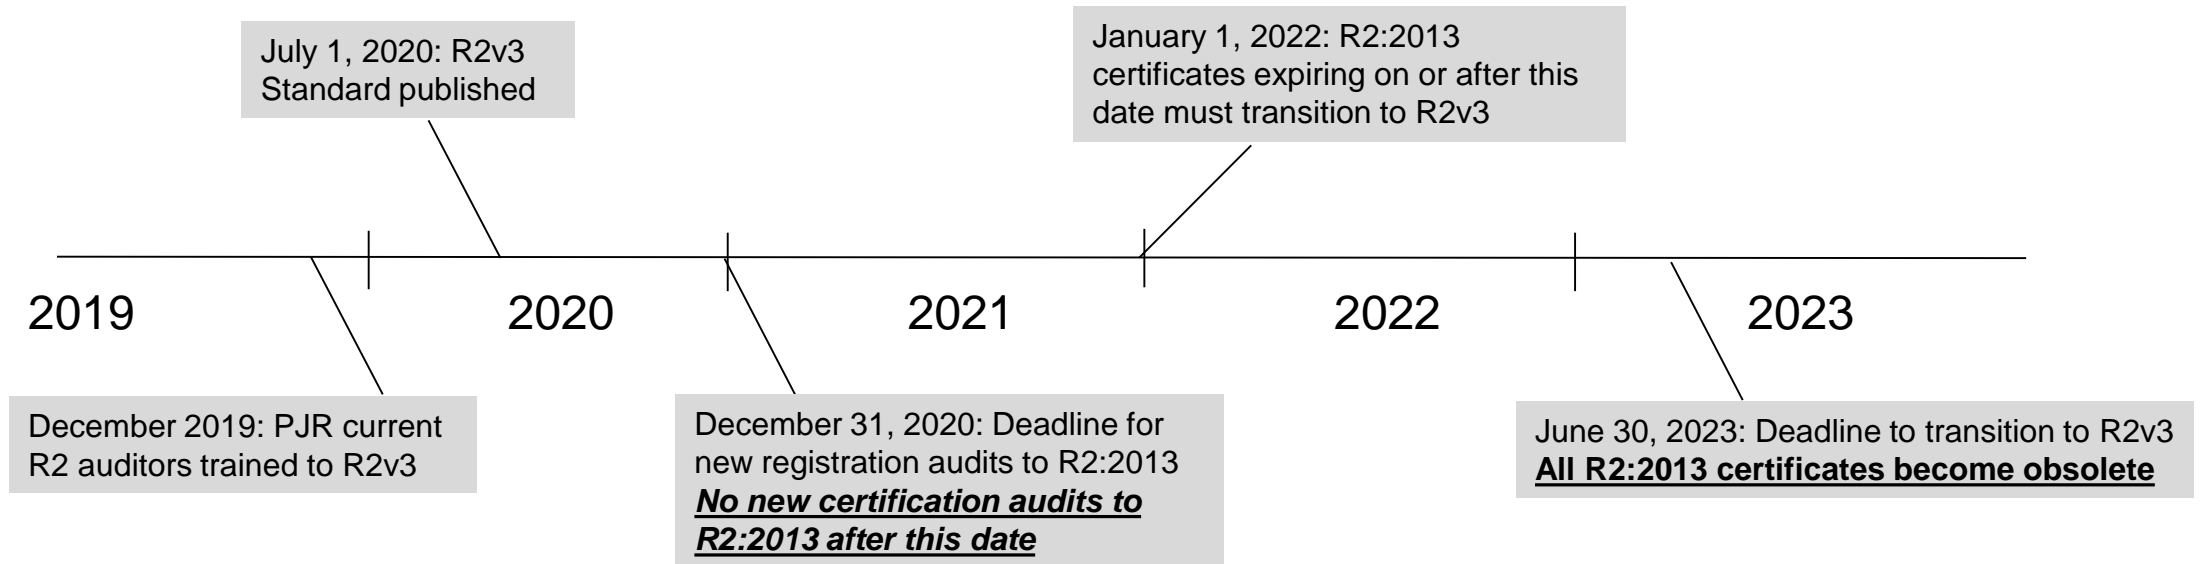 July 1, 2020: R2v3
Standard published
January 1, 2022: R2:2013
certificates expiring on or after this
date must transition to R2v3
2019
2020
2021
2022
2023
December 2019: PJR current
R2 auditors trained to R2v3
December 31, 2020: Deadline for
new registration audits to R2:2013
No new certification audits to
R2:2013 after this date
June 30, 2023: Deadline to transition to R2v3
All R2:2013 certificates become obsolete